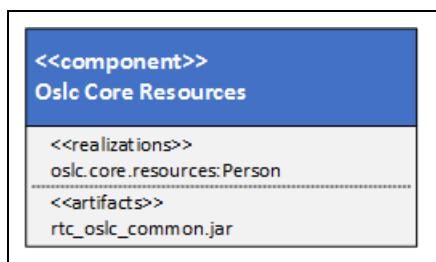 <<component>>
Oslc Core Resources
<<realizations>>
oslc.core.resources:Person
<<artifacts>>
rtc_oslc_common.jar